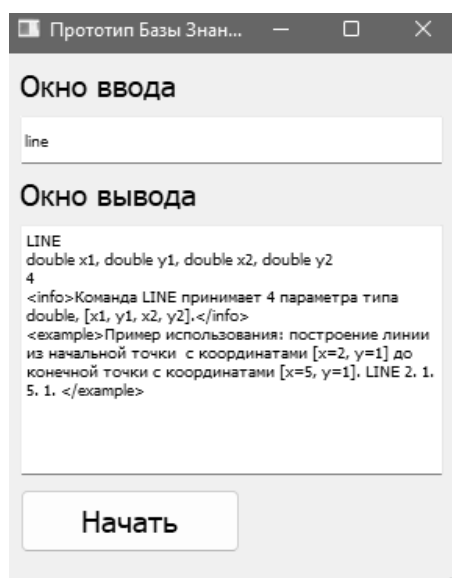 Прототип Базы Знан...
Окно ввода
line
Окно вывода
LINE
double x1, double y1, double x2, double y2
4
<info>Команда LINE принимает 4 параметра типа
double, [x1, y1, x2, y2].</info>
<example>Пример использования: построение линии
из начальной точки  с координатами [x=2, y=1] до
конечной точки с координатами [x=5, y=1]. LINE 2. 1.
5. 1. </example>
Начать